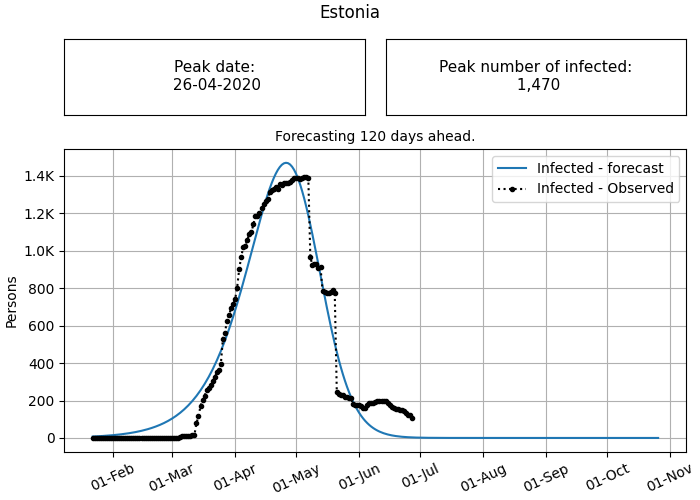 Estonia
Peak date:
26-04-2020
Peak number of infected:
1,470
Forecasting 120 days ahead.
Infected - forecast
Infected - Observed
Persons
1.4K
1.2K
1.0K
800
600
400
200
0
01-Feb
01-Mar
01-Apr
01-May
01-Jun
01-Jul
01-Aug
01-Sep
01-Oct
01-Nov